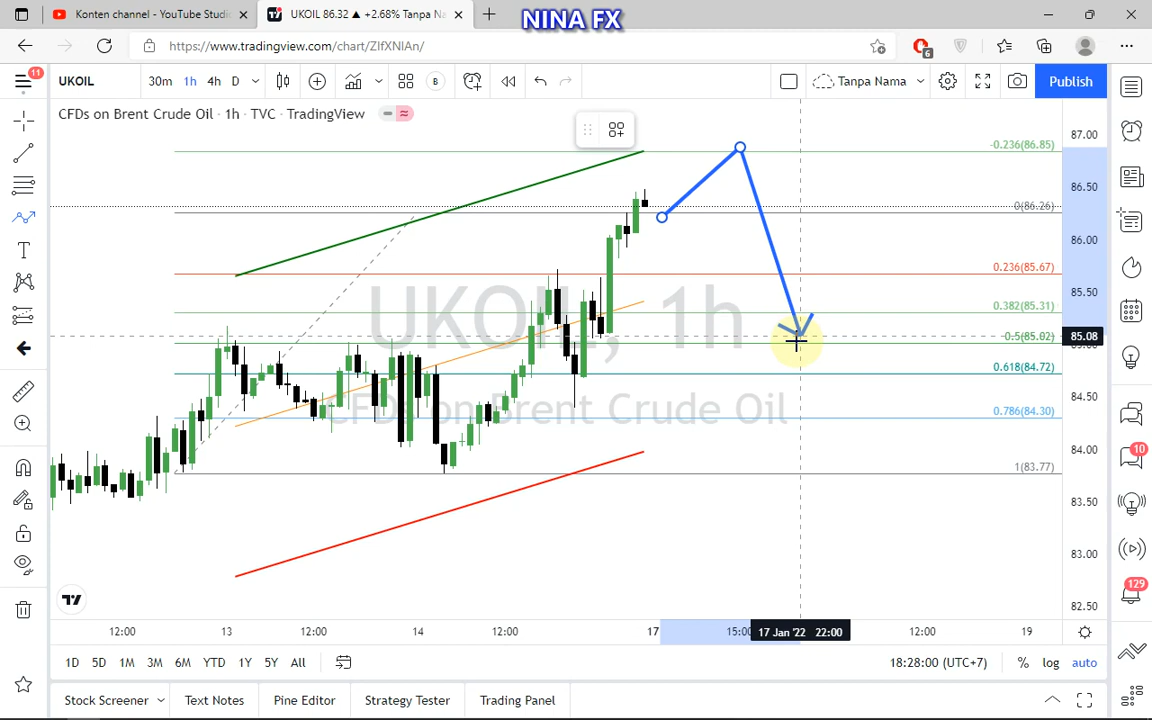 Konten channel - YouTube Studi
UKOIL 86.32 ▲ +2.68% Tanpa Na
NINA FX
https://www.tradingview.com/chart/ZIfXNIAn/
6
11
UKOIL
30m 1h 4h D
B
Tanpa Nama
Publish
CFDs on Brent Crude Oil · 1h · TVC · TradingView
UKOIL, 1h
CFDs on Brent Crude Oil
-0.236(86.85)
0(86.26)
0.236(85.67)
0.382(85.31)
0.5(85.02)
0.618(84.72)
0.786(84.30)
1(83.77)
87.00
86.50
86.00
85.50
85.08
84.50
84.00
83.50
83.00
82.50
10
129
12:00 13 12:00 14 12:00 17 15:00 17 Jan '22 22:00 12:00 19
1D 5D 1M 3M 6M YTD 1Y 5Y All
18:28:00 (UTC+7) % log auto
Stock Screener Text Notes Pine Editor Strategy Tester Trading Panel